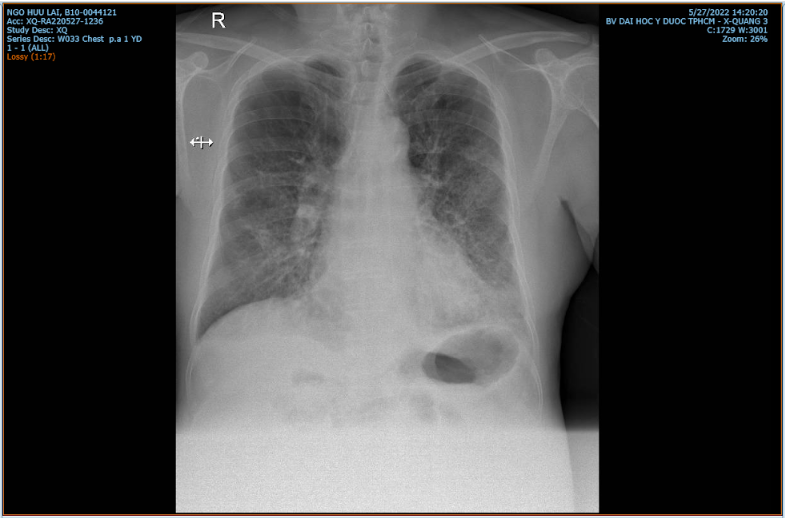 NGO HUU LAI, B10-0044121
Acc: XQ-RA220527-1236
Study Desc: XQ
Series Desc: W033 Chest  p.a 1 YD
1 - 1 (ALL)
Lossy (1:17)
R
5/27/2022 14:20:20
BV DAI HOC Y DUOC TPHCM - X-QUANG 3
C:1729 W:3001
Zoom: 26%